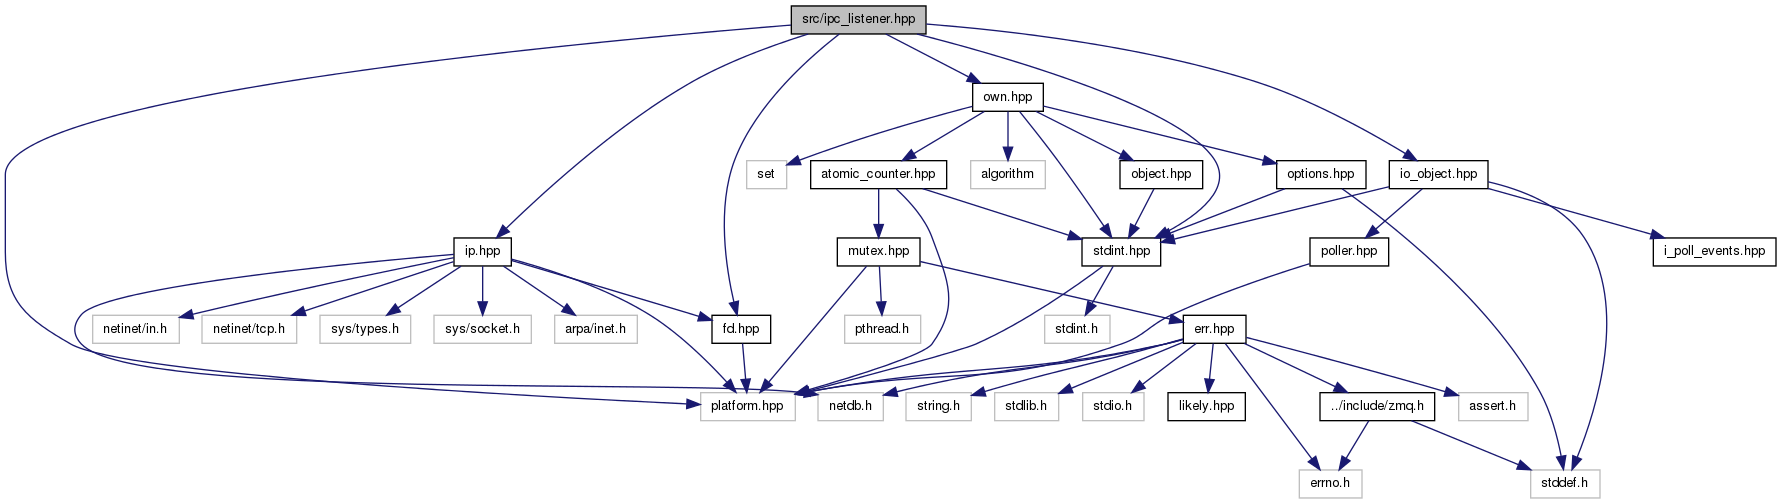 src/ipc_listener.hpp
own.hpp
set
atomic_counter.hpp
algorithm
object.hpp
options.hpp
io_object.hpp
ip.hpp
mutex.hpp
stdint.hpp
poller.hpp
i_poll_events.hpp
netinet/in.h
netinet/tcp.h
sys/types.h
sys/socket.h
arpa/inet.h
fd.hpp
pthread.h
stdint.h
err.hpp
platform.hpp
netdb.h
string.h
stdlib.h
stdio.h
likely.hpp
../include/zmq.h
assert.h
errno.h
stddef.h